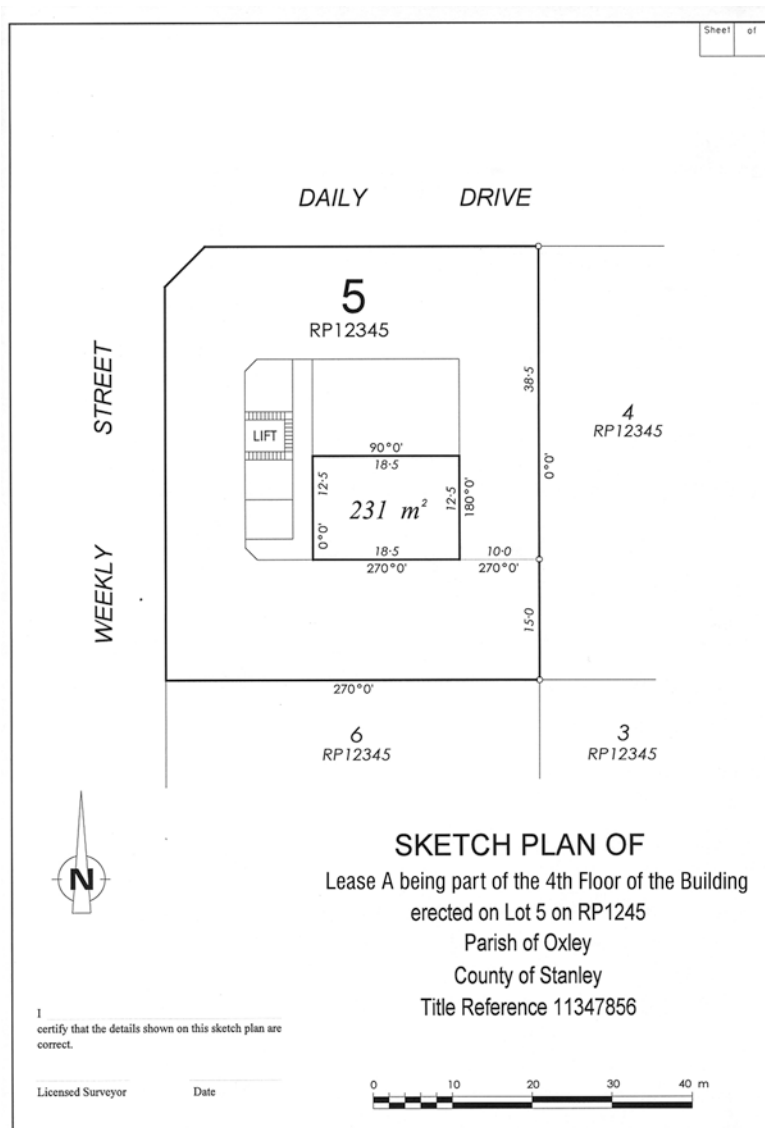 Sheet of
DAILY DRIVE
5
RP12345
STREET
38·5
4
RP12345
LIFT
90°0'
18·5
0°0'
12·5
12·5
180°0'
231 m²
0°0'
18·5
10·0
270°0'
270°0'
WEEKLY
15·0
270°0'
6
RP12345
3
RP12345
N
SKETCH PLAN OF
Lease A being part of the 4th Floor of the Building
erected on Lot 5 on RP1245
Parish of Oxley
County of Stanley
Title Reference 11347856
I
certify that the details shown on this sketch plan are
correct.
Licensed Surveyor Date
0 10 20 30 40 m